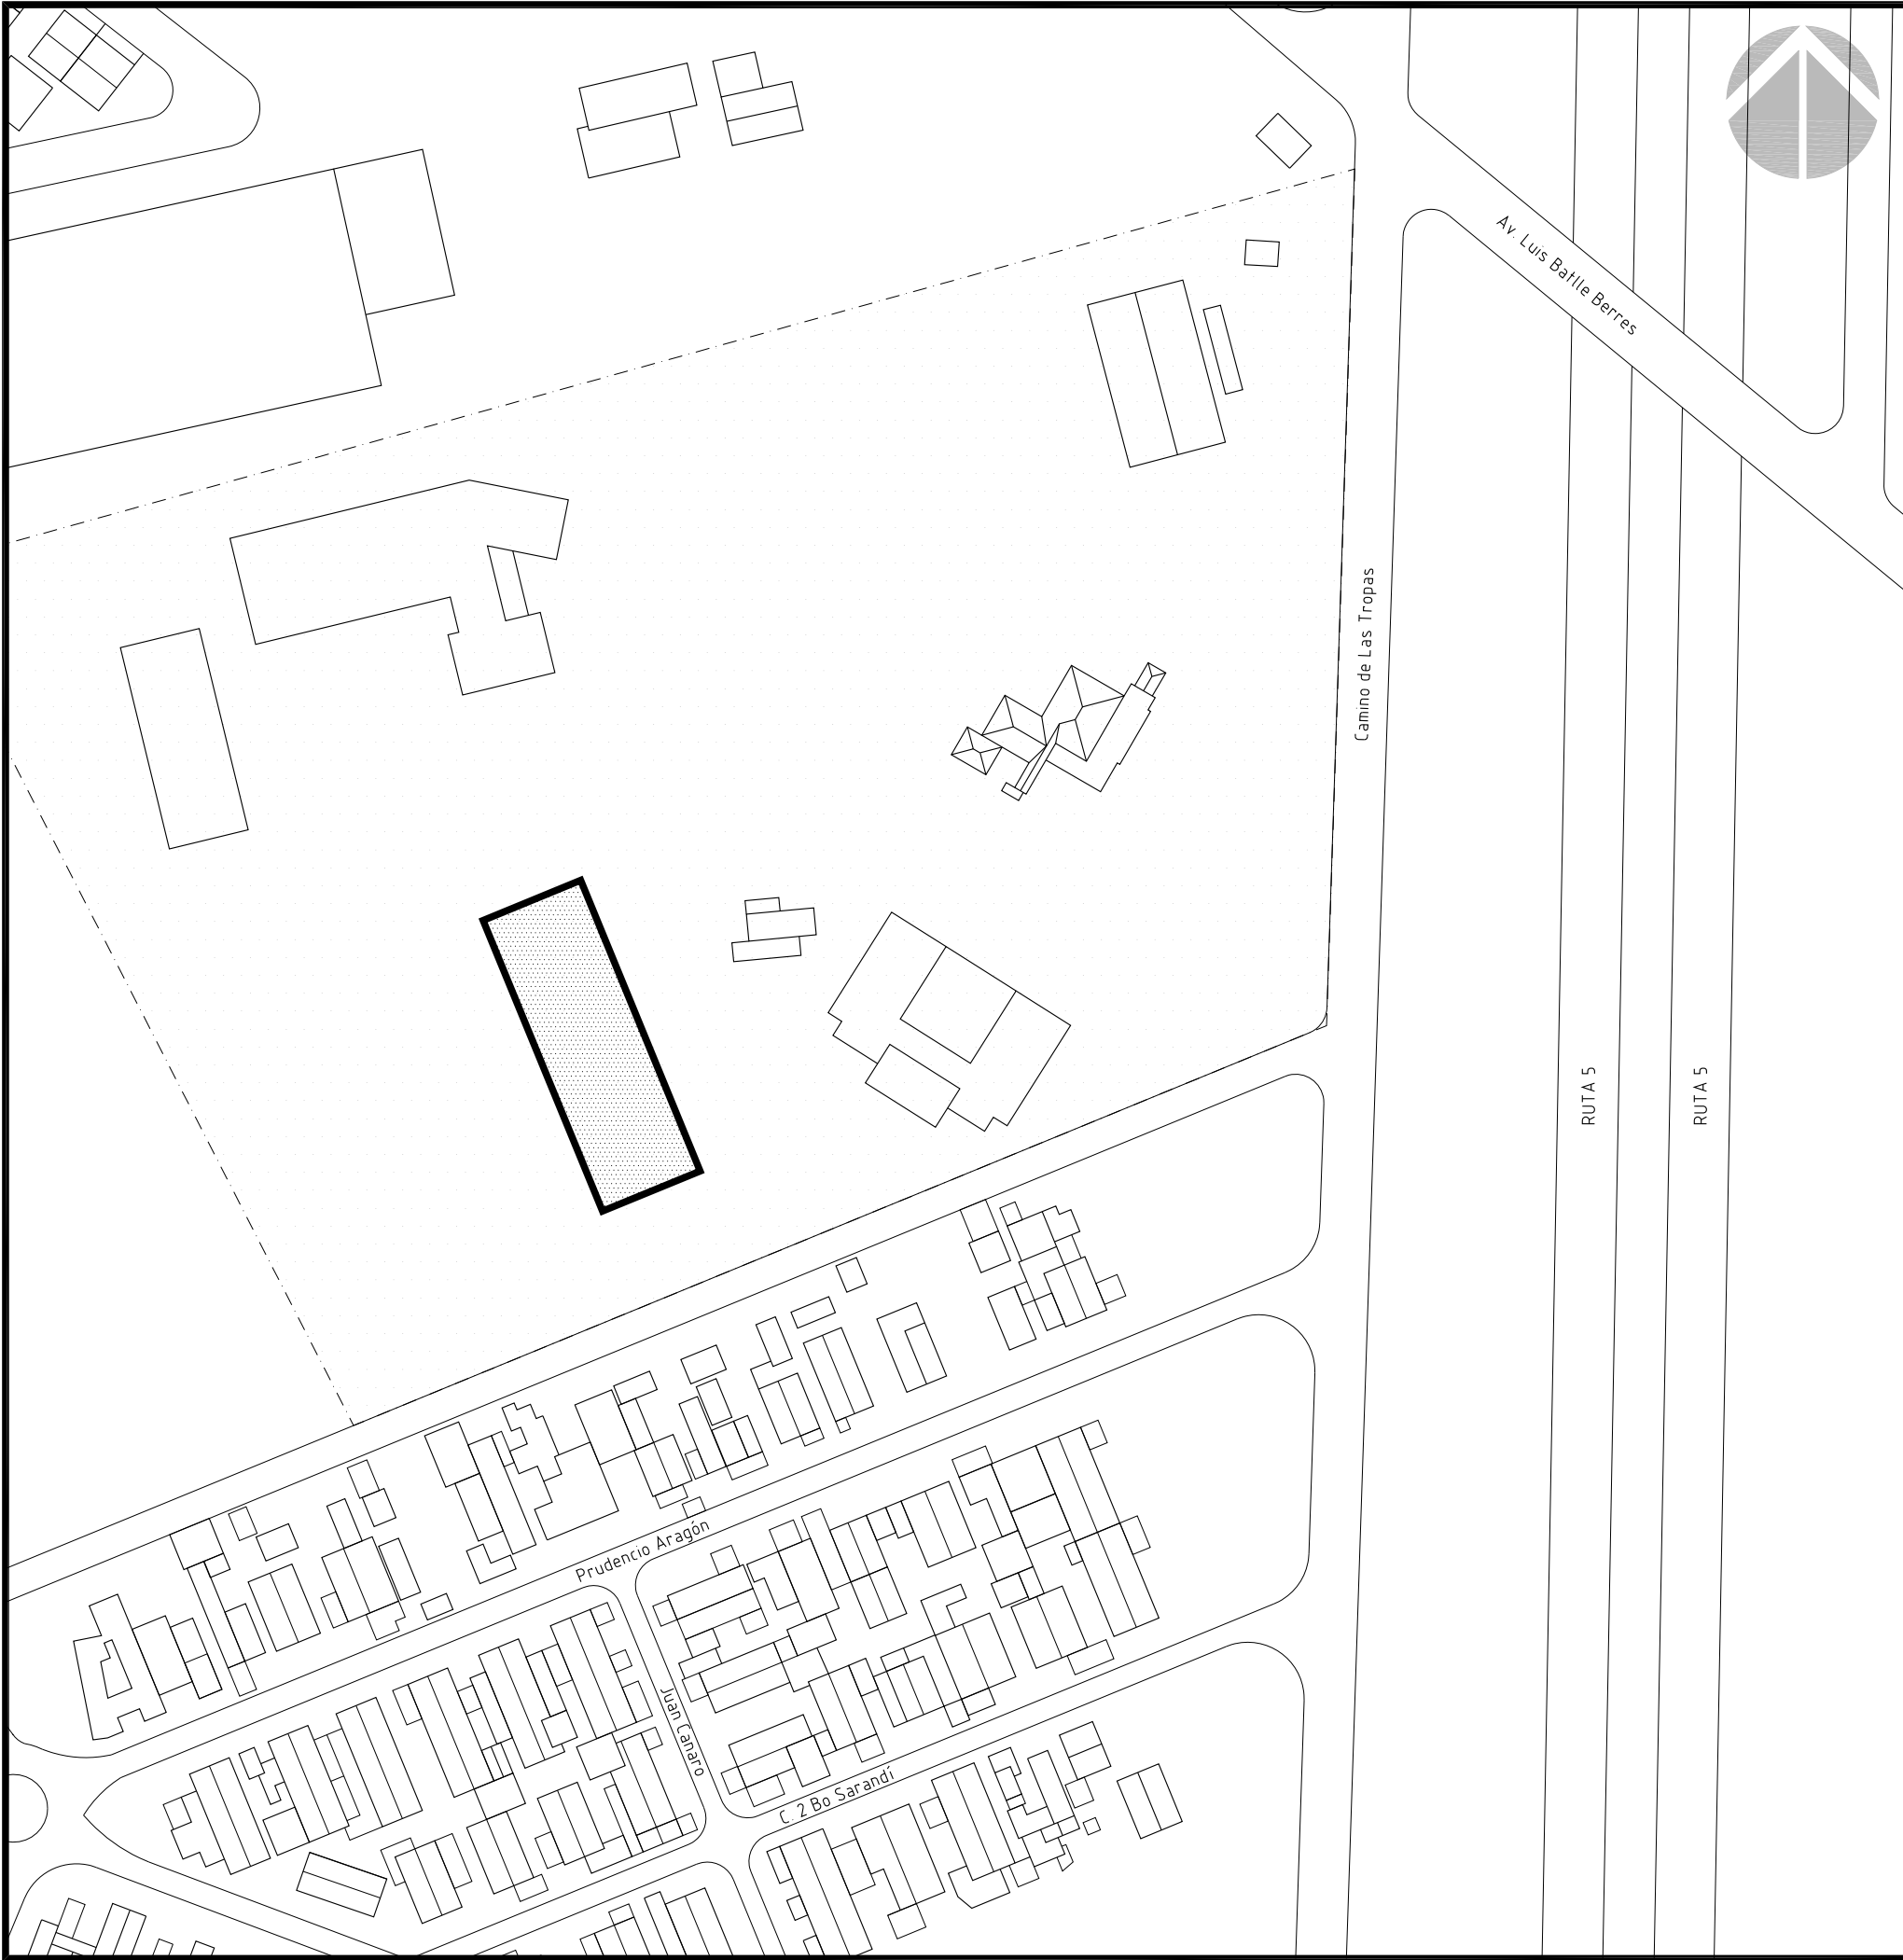 Av. Luis Batlle Berres
Camino de Las Tropas
RUTA 5
RUTA 5
Prudencio Aragón
Juan Canaro
C. 2 Bo Sarandí